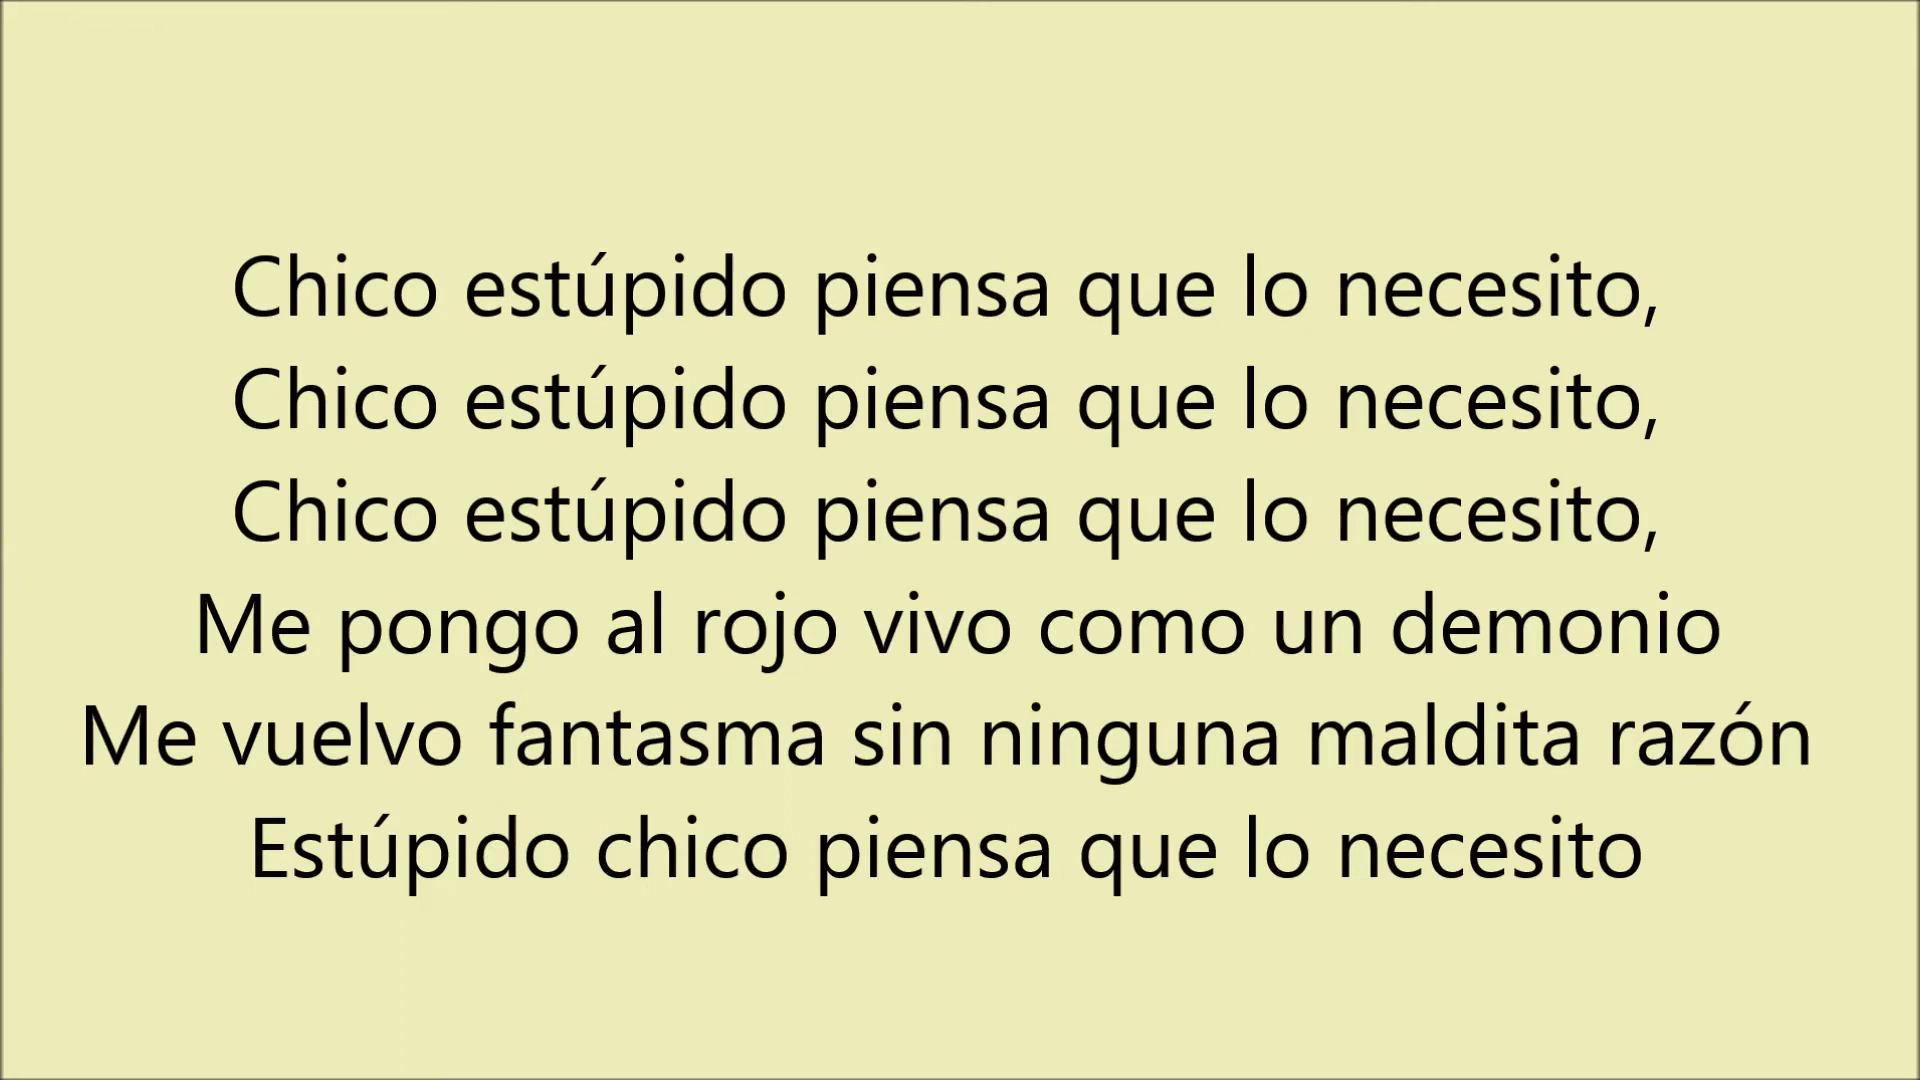 Chico estúpido piensa que lo necesito,
Chico estúpido piensa que lo necesito,
Chico estúpido piensa que lo necesito,
Me pongo al rojo vivo como un demonio
Me vuelvo fantasma sin ninguna maldita razón
Estúpido chico piensa que lo necesito